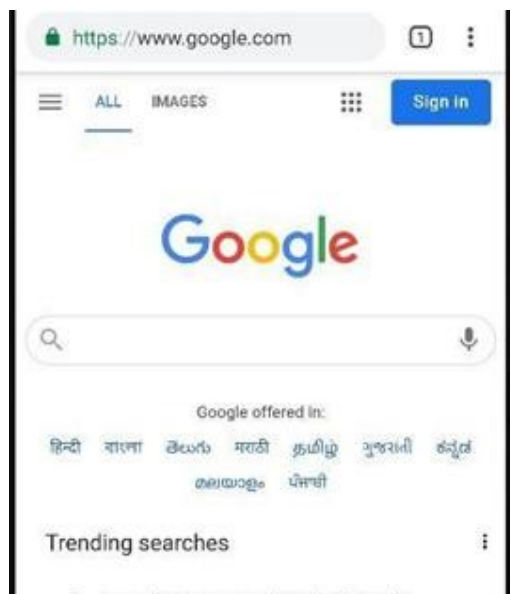 https://www.google.com 1
ALL IMAGES Sign in
Google
Google offered in:
हिन्दी বাংলা తెలుగు मराठी தமிழ் ગુજરાતી ಕನ್ನಡ
മലയാളം ਪੰਜਾਬੀ
Trending searches